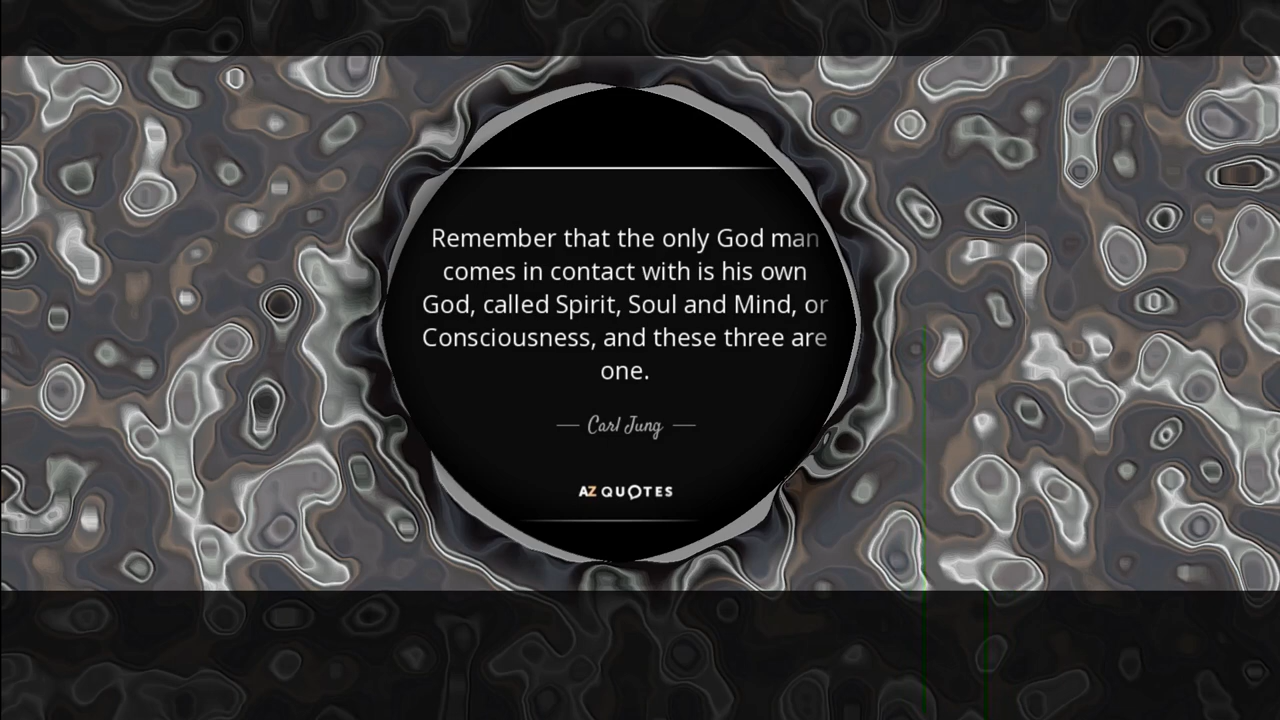 Remember that the only God man
comes in contact with is his own
God, called Spirit, Soul and Mind, or
Consciousness, and these three are
one.
— Carl Jung —
AZ QUOTES